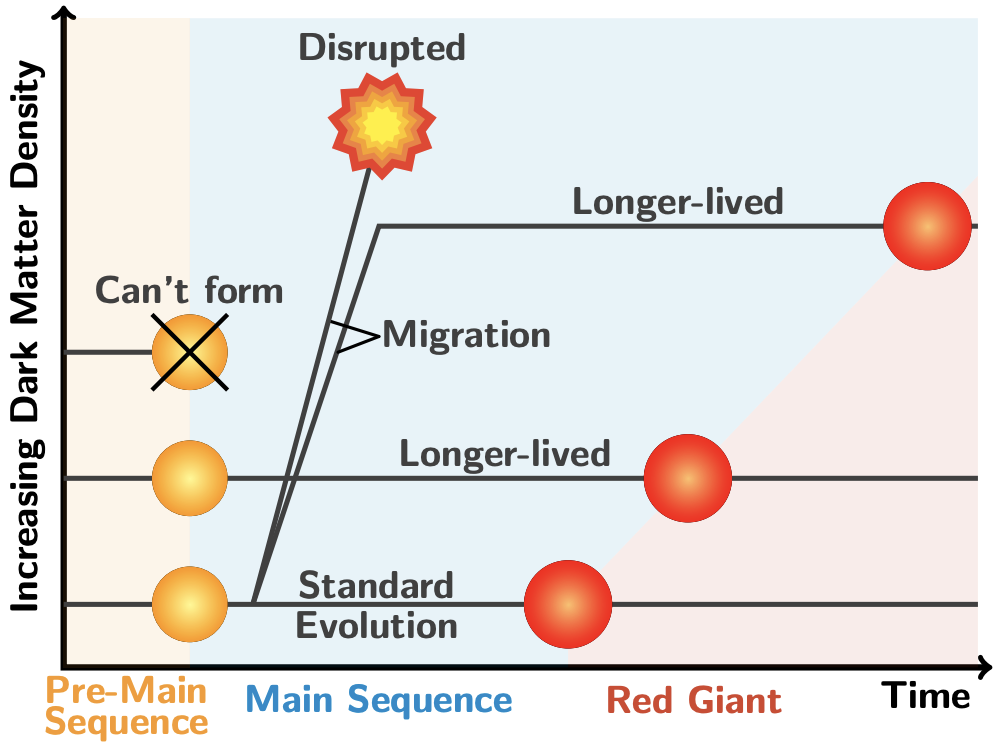 Increasing Dark Matter Density
Disrupted
Longer-lived
Can't form
Migration
Longer-lived
Standard
Evolution
Pre-Main
Sequence
Main Sequence
Red Giant
Time